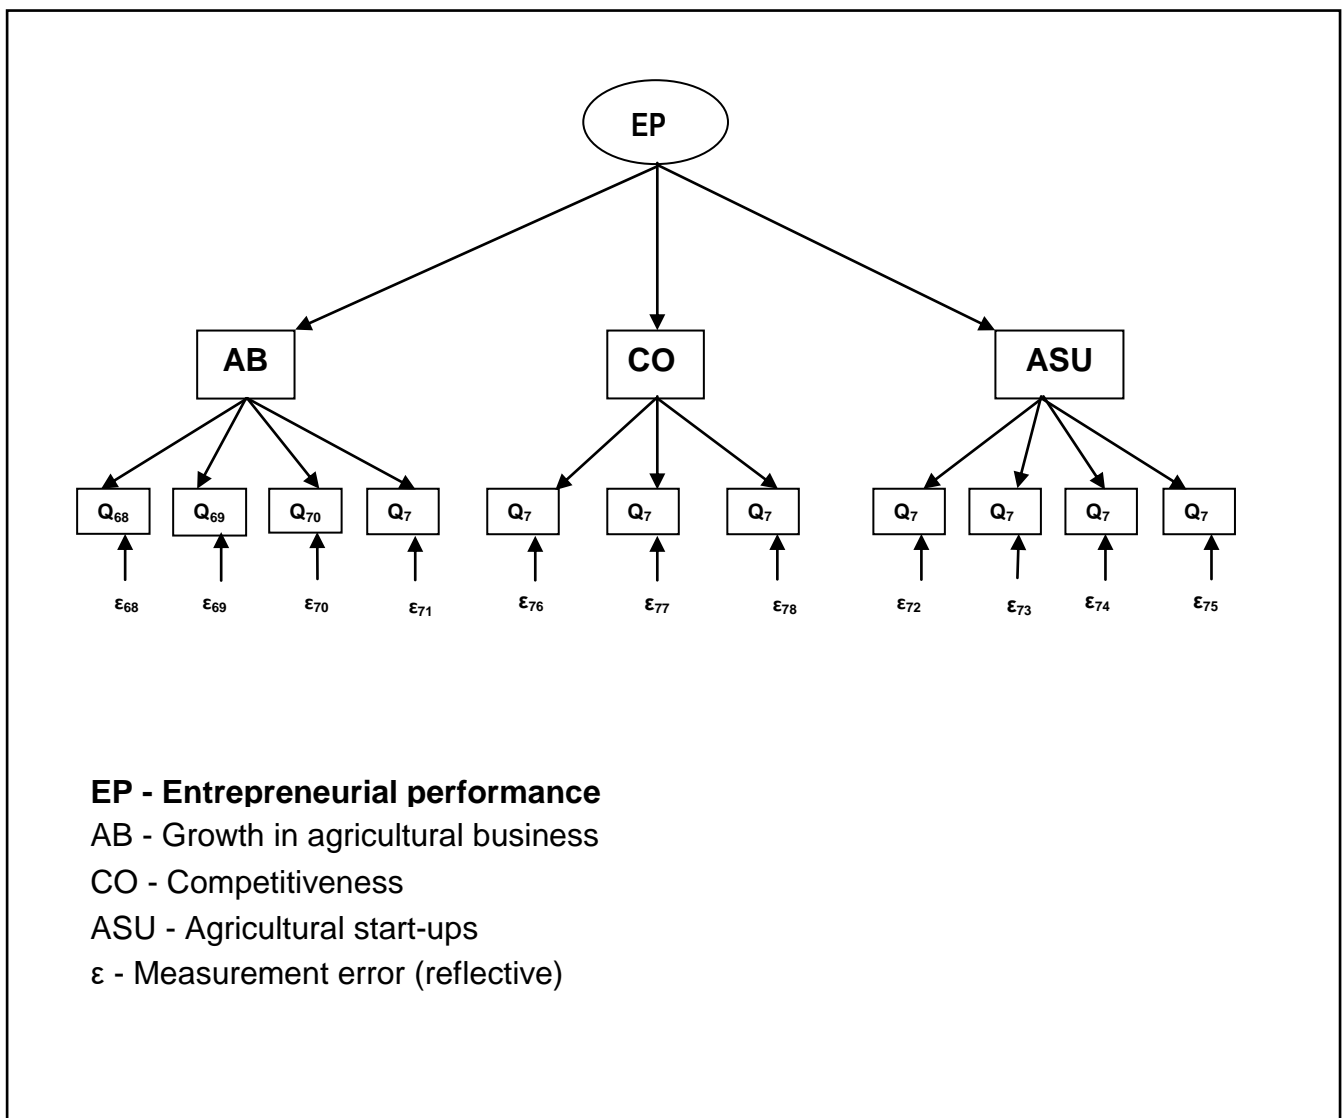 EP
AB CO ASU
Q₆₈ Q₆₉ Q₇₀ Q₇ Q₇ Q₇ Q₇ Q₇ Q₇ Q₇ Q₇
ε₆₈ ε₆₉ ε₇₀ ε₇₁ ε₇₆ ε₇₇ ε₇₈ ε₇₂ ε₇₃ ε₇₄ ε₇₅
EP - Entrepreneurial performance
AB - Growth in agricultural business
CO - Competitiveness
ASU - Agricultural start-ups
ε - Measurement error (reflective)